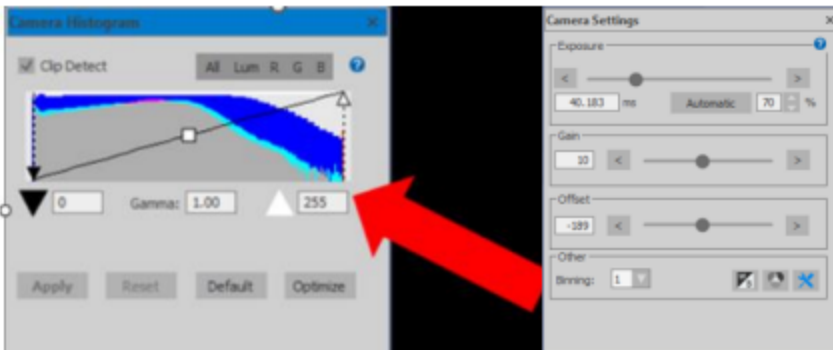 Camera Histogram
Clip Detect
All Lum R G B
0
Gamma: 1.00
255
Apply Reset Default Optimize
Camera Settings
Exposure
< >
40.183 ms Automatic 70 %
Gain
10 < >
Offset
-189 < >
Other
Binning: 1